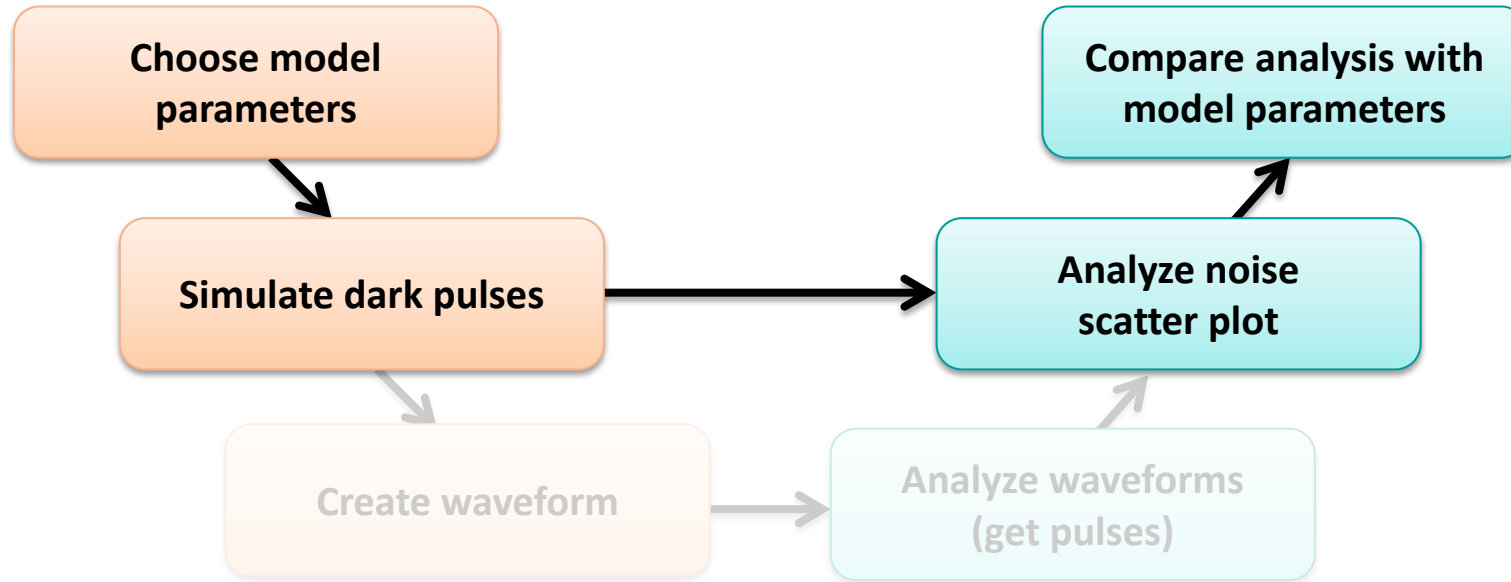 Choose model
parameters
Compare analysis with
model parameters
Simulate dark pulses
Analyze noise
scatter plot
Create waveform
Analyze waveforms
(get pulses)